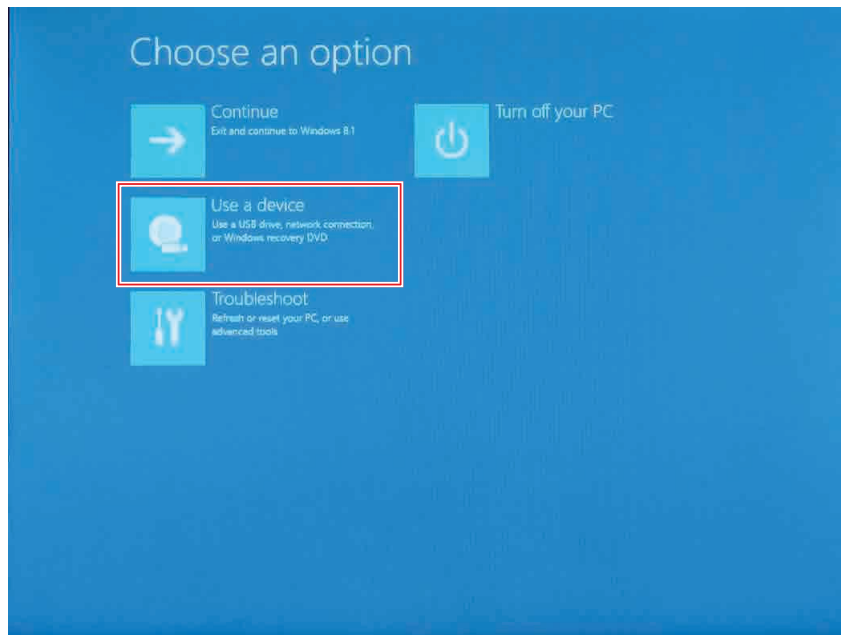 Choose an option
Continue
Exit and continue to Windows 8.1
Turn off your PC
Use a device
Use a USB drive, network connection,
or Windows recovery DVD
Troubleshoot
Refresh or reset your PC, or use
advanced tools